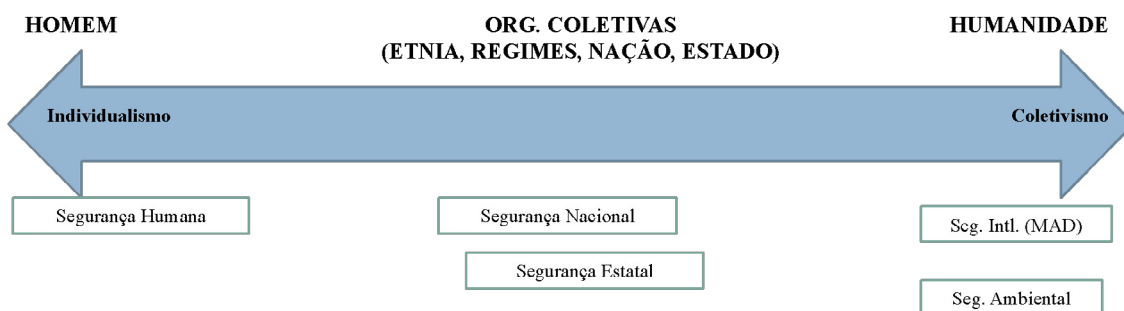 HOMEM
ORG. COLETIVAS
(ETNIA, REGIMES, NAÇÃO, ESTADO)
HUMANIDADE
Individualismo
Coletivismo
Segurança Humana
Segurança Nacional
Seg. Intl. (MAD)
Segurança Estatal
Seg. Ambiental